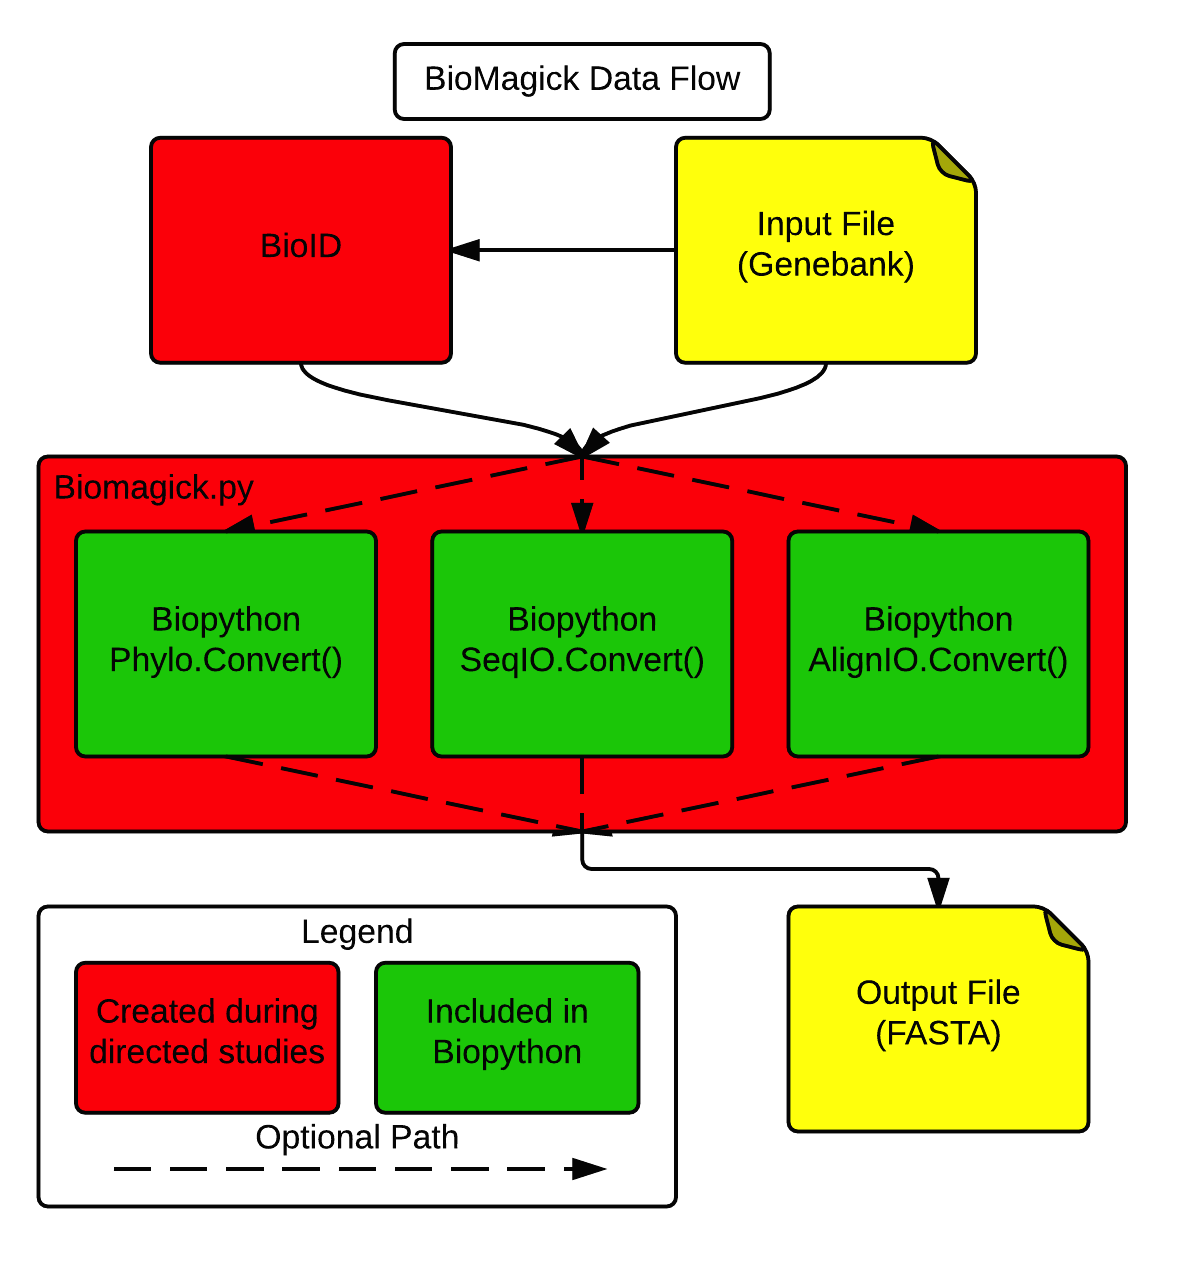 BioMagick Data Flow
BioID
Input File
(Genebank)
Biomagick.py
Biopython
Phylo.Convert()
Biopython
SeqIO.Convert()
Biopython
AlignIO.Convert()
Legend
Created during
directed studies
Included in
Biopython
Optional Path
Output File
(FASTA)